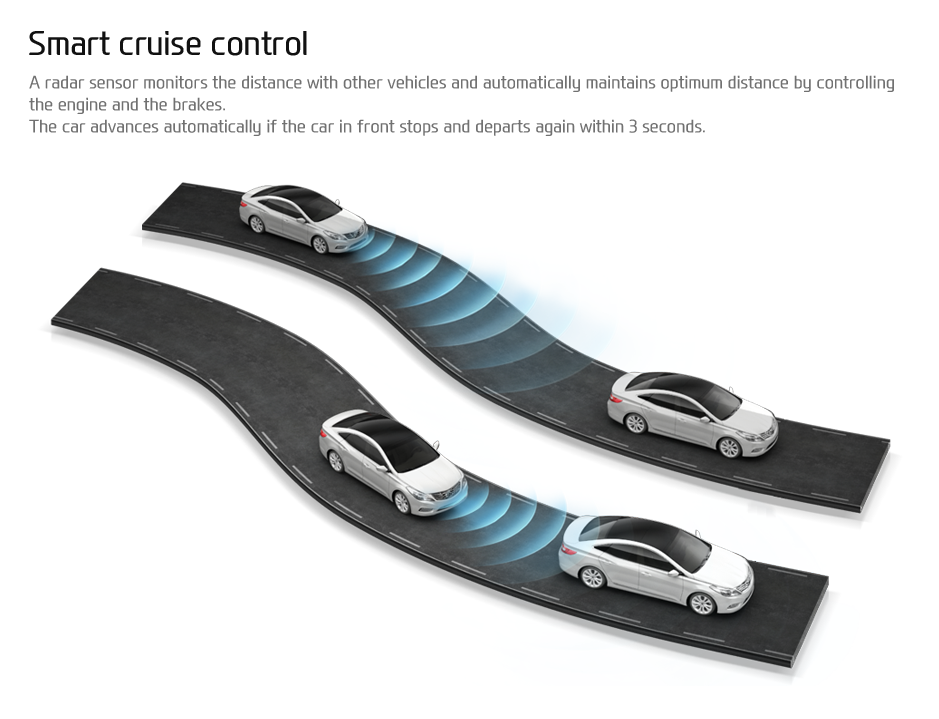 Smart cruise control
A radar sensor monitors the distance with other vehicles and automatically maintains optimum distance by controlling
the engine and the brakes.
The car advances automatically if the car in front stops and departs again within 3 seconds.